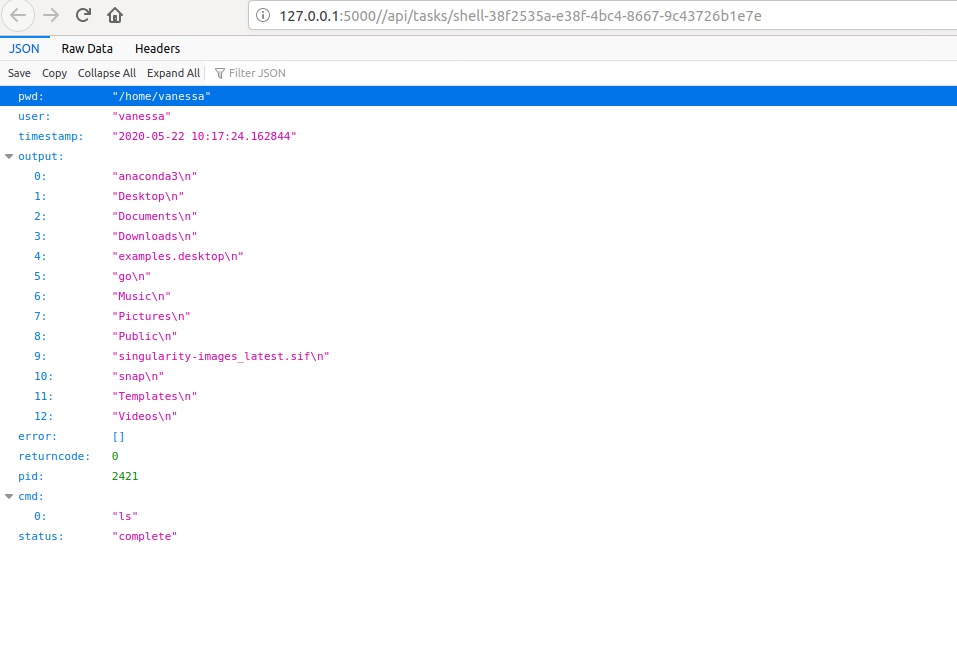 127.0.0.1:5000//api/tasks/shell-38f2535a-e38f-4bc4-8667-9c43726b1e7e
JSON Raw Data Headers
Save Copy Collapse All Expand All Filter JSON
pwd: "/home/vanessa"
user: "vanessa"
timestamp: "2020-05-22 10:17:24.162844"
output:
0: "anaconda3\n"
1: "Desktop\n"
2: "Documents\n"
3: "Downloads\n"
4: "examples.desktop\n"
5: "go\n"
6: "Music\n"
7: "Pictures\n"
8: "Public\n"
9: "singularity-images_latest.sif\n"
10: "snap\n"
11: "Templates\n"
12: "Videos\n"
error: []
returncode: 0
pid: 2421
cmd:
0: "ls"
status: "complete"